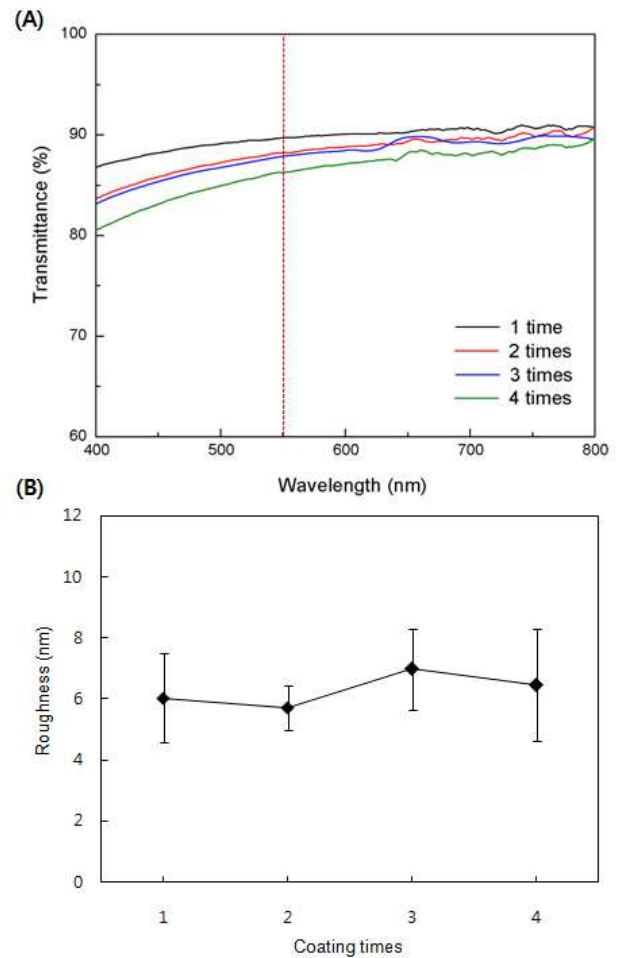 (A)
100
90
80
70
60
Transmittance (%)
1 time
2 times
3 times
4 times
400
500
600
700
800
Wavelength (nm)
(B)
12
10
8
6
4
2
0
Roughness (nm)
1
2
3
4
Coating times